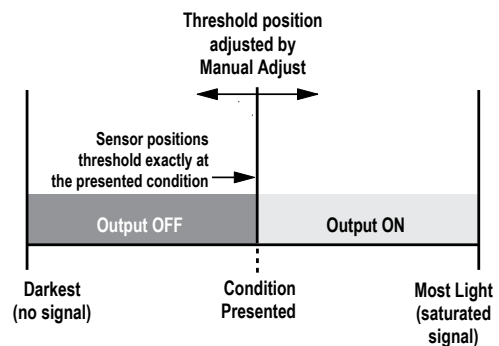 Threshold position
adjusted by
Manual Adjust
Sensor positions
threshold exactly at
the presented condition
Output OFF
Output ON
Darkest
(no signal)
Condition
Presented
Most Light
(saturated
signal)